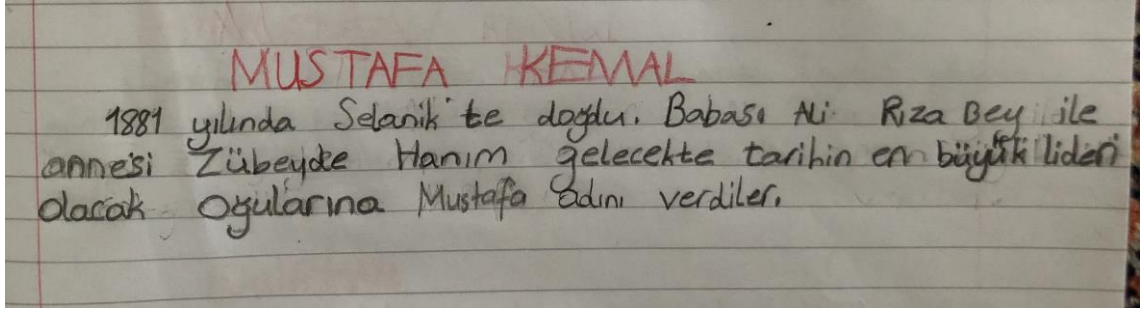 MUSTAFA KEMAL
1881 yılında Selanik'te doğdu. Babası Ali Rıza Bey ile
annesi Zübeyde Hanım gelecekte tarihin en büyük lideri
olacak oğularına Mustafa adını verdiler.